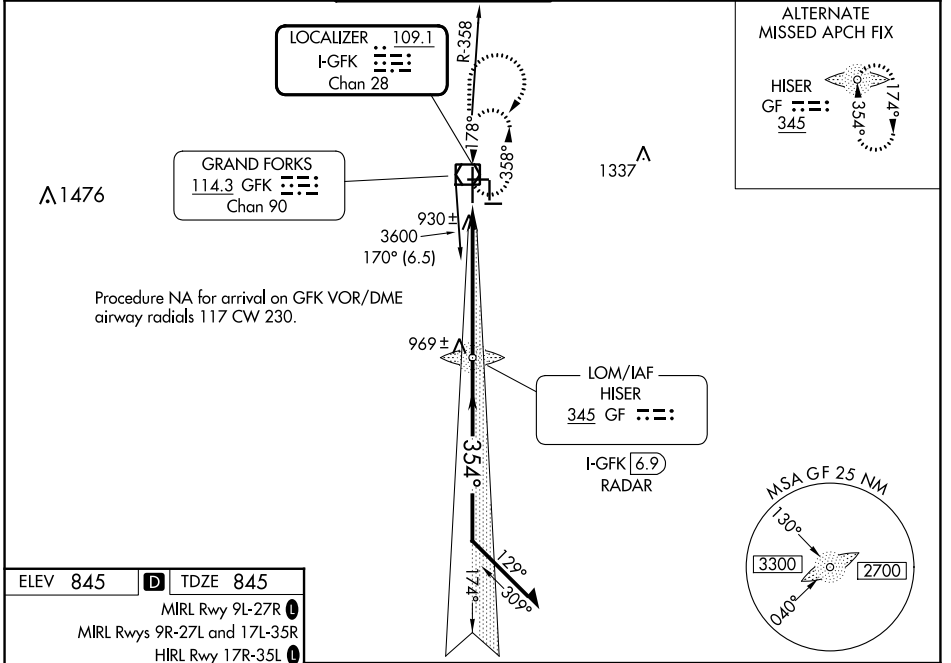 LOCALIZER 109.1
I-GFK
Chan 28
R-358
ALTERNATE
MISSED APCH FIX
HISER
GF
345
354°
174°
178°
358°
GRAND FORKS
114.3 GFK
Chan 90
1476
1337
930±
3600
170° (6.5)
Procedure NA for arrival on GFK VOR/DME
airway radials 117 CW 230.
969±
LOM/IAF
HISER
345 GF
I-GFK 6.9
RADAR
354°
129°
309°
174°
MSA GF 25 NM
130°
3300
2700
040°
ELEV 845 D TDZE 845
MIRL Rwy 9L-27R L
MIRL Rwys 9R-27L and 17L-35R
HIRL Rwy 17R-35L L